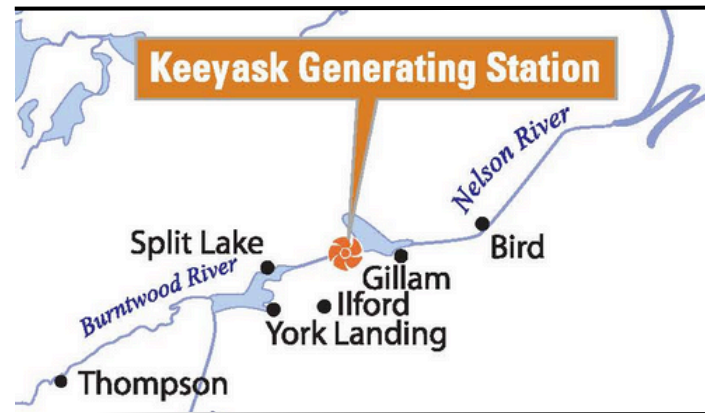 Keeyask Generating Station
Nelson River
Bird
Split Lake
Gillam
Burntwood River
Ilford
York Landing
Thompson